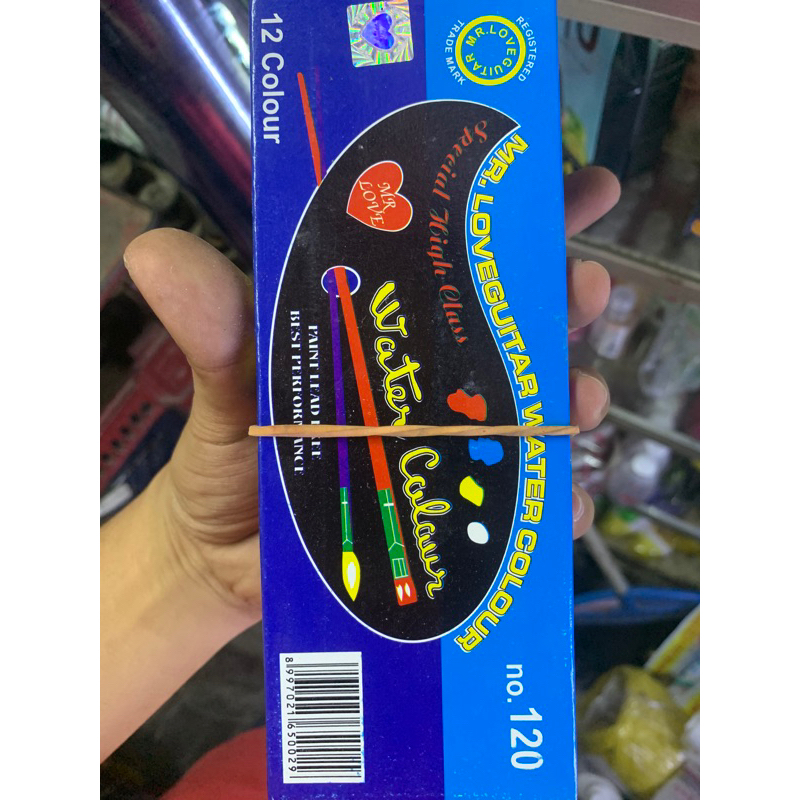 12 Colour
REGISTERED
MR.LOVEGUITAR
TRADE MARK
MR. LOVEGUITAR WATER COLOUR
Special High Class
MR
LOVE
Water Colour
PAINT LEAD FREE
BEST PERFORMANCE
no. 120
8997021650029